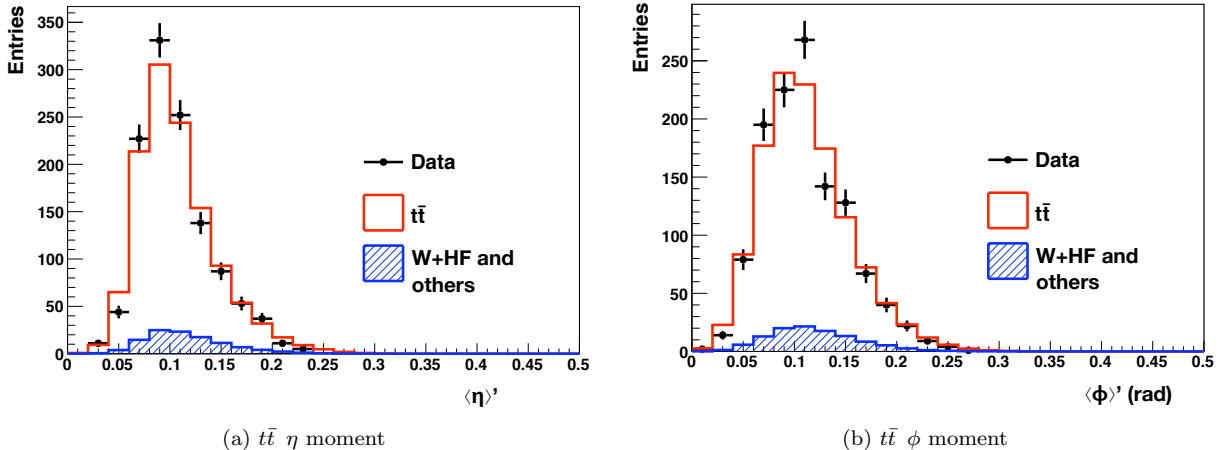 Entries
350
300
250
200
150
100
50
0
0 0.05 0.1 0.15 0.2 0.25 0.3 0.35 0.4 0.45 0.5
⟨η⟩’
Data
tt̄
W+HF and
others
(a) tt̄ η moment
Entries
250
200
150
100
50
0
0 0.05 0.1 0.15 0.2 0.25 0.3 0.35 0.4 0.45 0.5
⟨ϕ⟩’ (rad)
Data
tt̄
W+HF and
others
(b) tt̄ ϕ moment